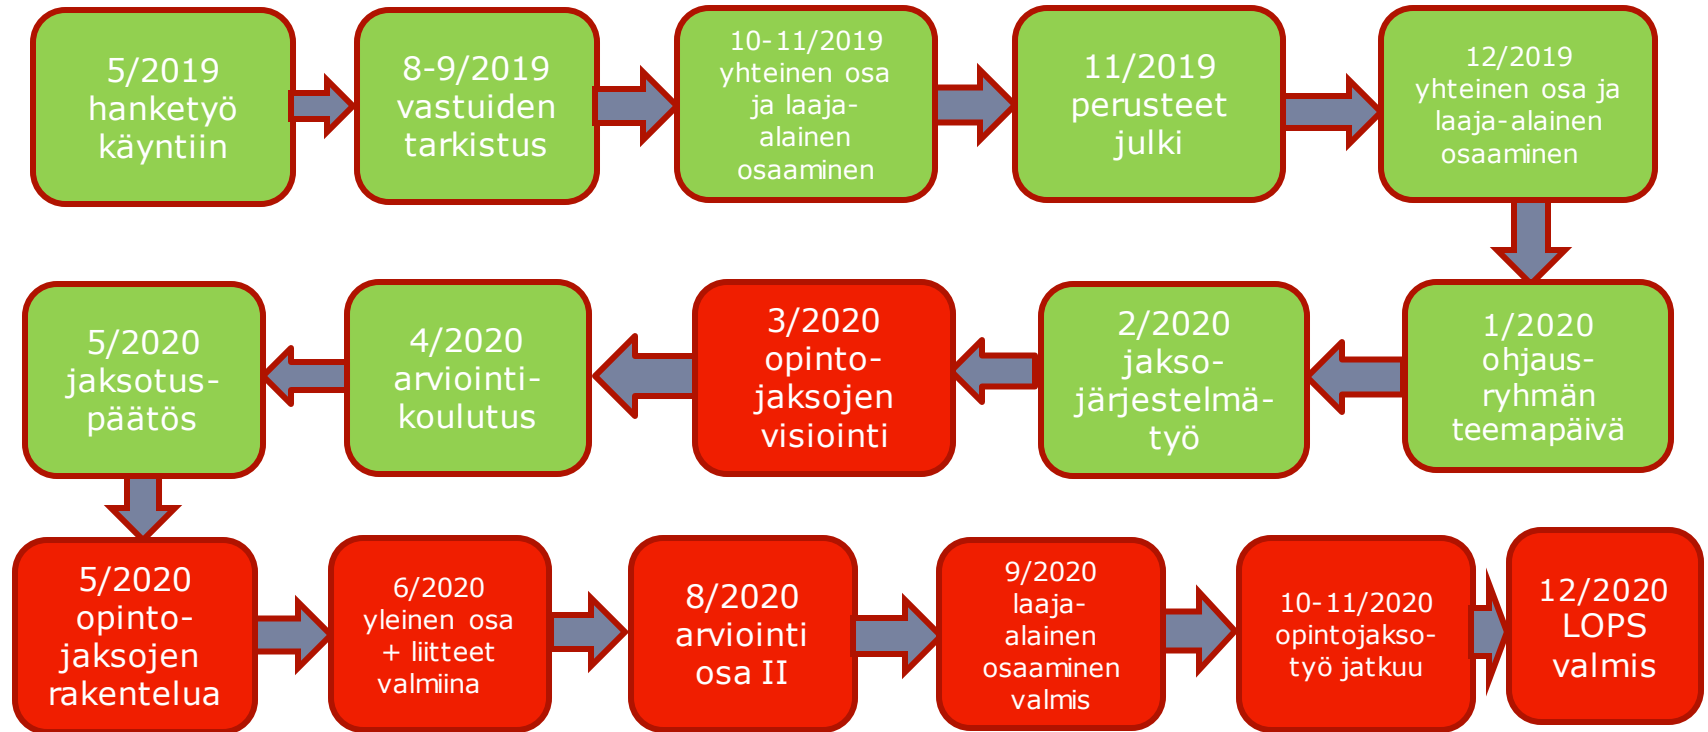 5/2019
hanketyö
käyntiin
8-9/2019
vastuiden
tarkistus
10-11/2019
yhteinen osa
ja laaja-
alainen
osaaminen
11/2019
perusteet
julki
12/2019
yhteinen osa ja
laaja-alainen
osaaminen
1/2020
ohjaus-
ryhmän
teemapäivä
2/2020
jakso-
järjestelmä-
työ
3/2020
opinto-
jaksojen
visiointi
4/2020
arviointi-
koulutus
5/2020
jaksotus-
päätös
5/2020
opinto-
jaksojen
rakentelua
6/2020
yleinen osa
+ liitteet
valmiina
8/2020
arviointi
osa II
9/2020
laaja-
alainen
osaaminen
valmis
10-11/2020
opintojakso-
työ jatkuu
12/2020
LOPS
valmis